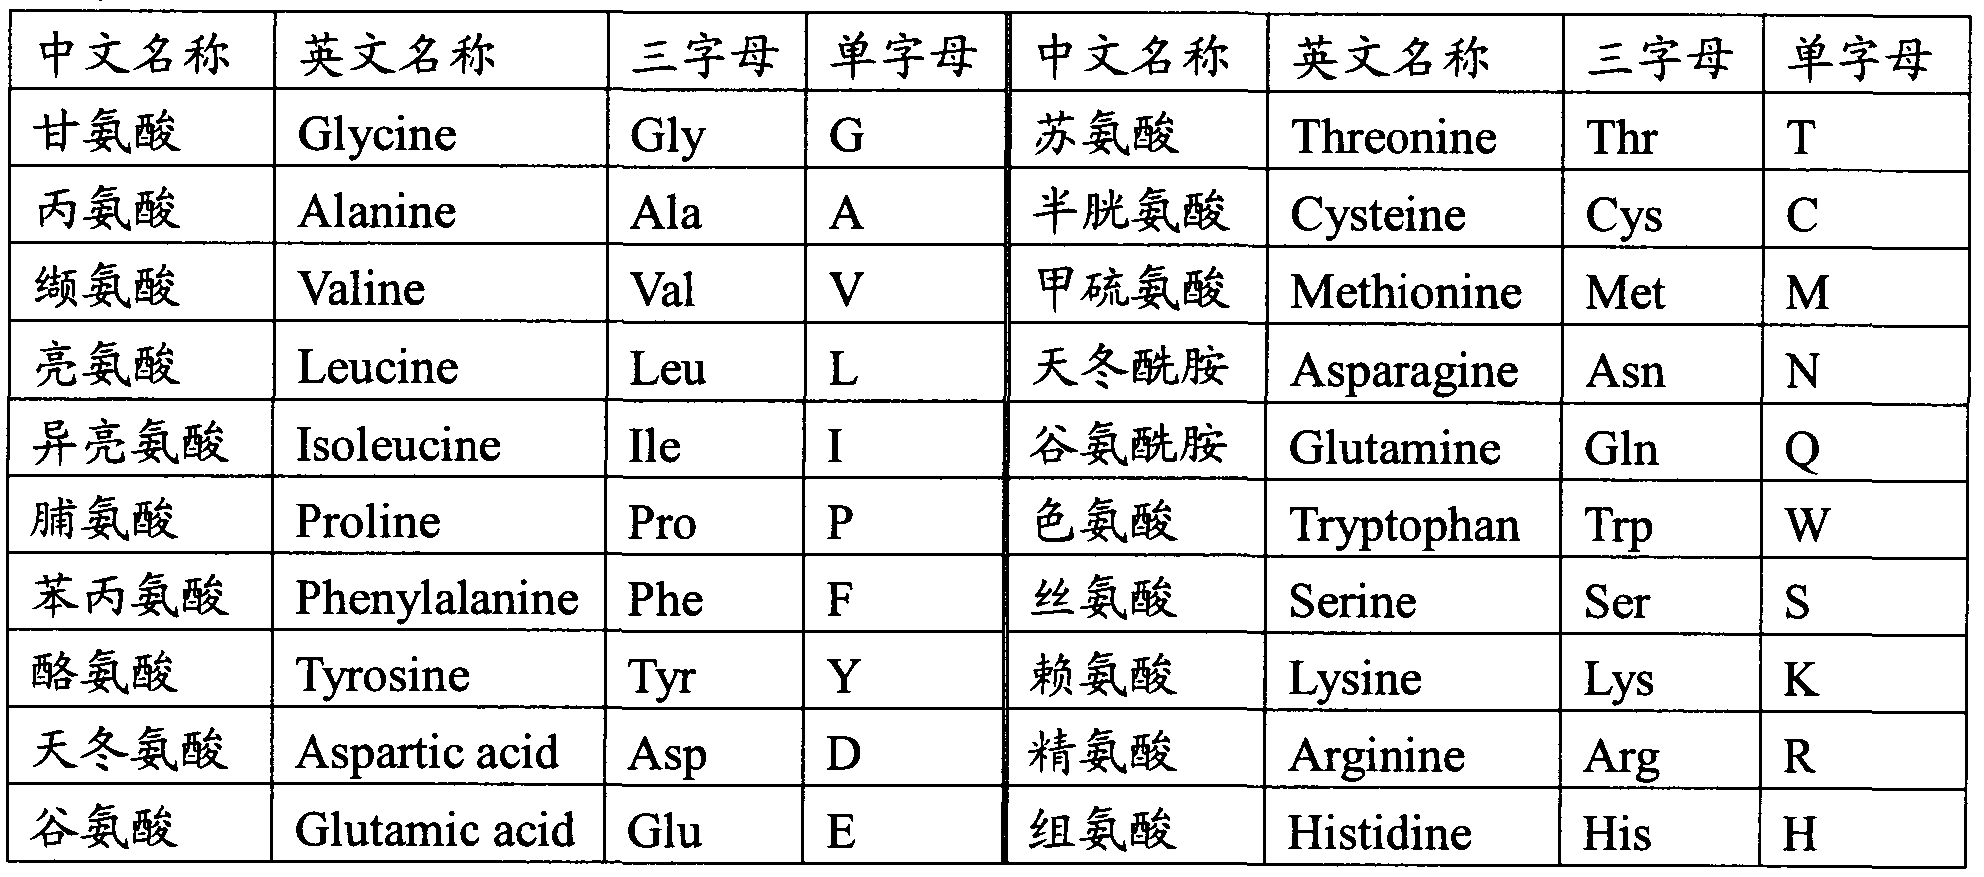 中文名称 英文名称 三字母 单字母 中文名称 英文名称 三字母 单字母
甘氨酸 Glycine Gly G 苏氨酸 Threonine Thr T
丙氨酸 Alanine Ala A 半胱氨酸 Cysteine Cys C
缬氨酸 Valine Val V 甲硫氨酸 Methionine Met M
亮氨酸 Leucine Leu L 天冬酰胺 Asparagine Asn N
异亮氨酸 Isoleucine Ile I 谷氨酰胺 Glutamine Gln Q
脯氨酸 Proline Pro P 色氨酸 Tryptophan Trp W
苯丙氨酸 Phenylalanine Phe F 丝氨酸 Serine Ser S
酪氨酸 Tyrosine Tyr Y 赖氨酸 Lysine Lys K
天冬氨酸 Aspartic acid Asp D 精氨酸 Arginine Arg R
谷氨酸 Glutamic acid Glu E 组氨酸 Histidine His H